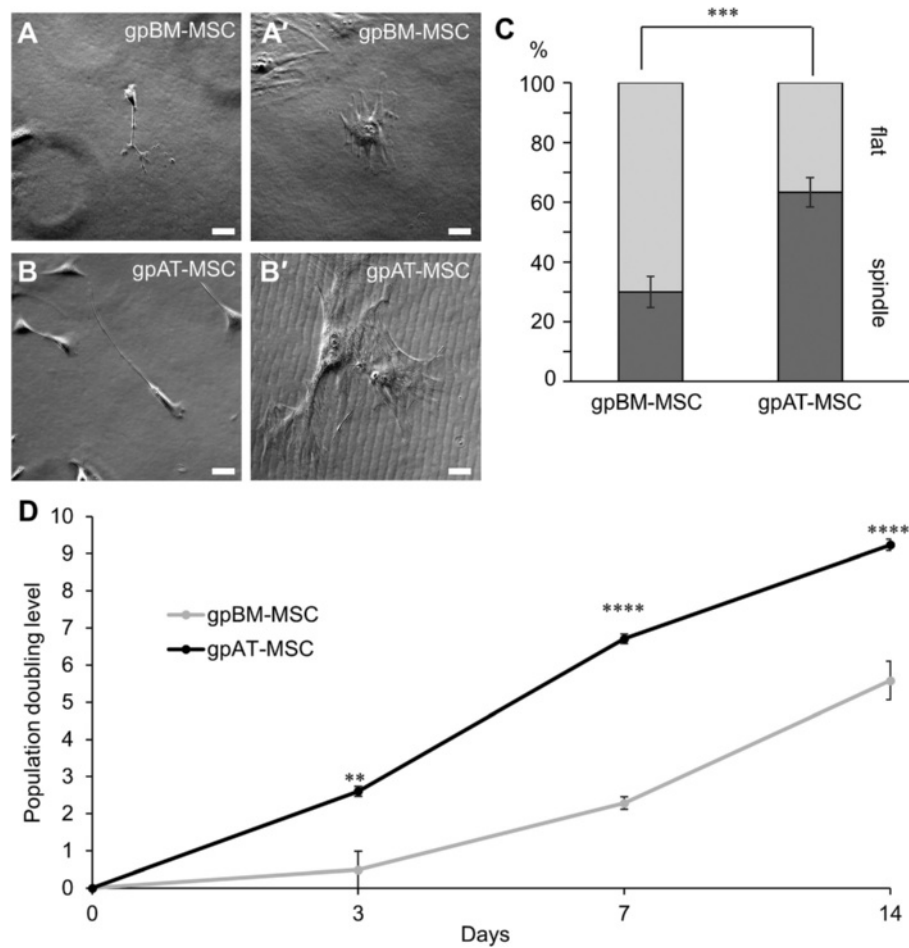 A gpBM-MSC
A′ gpBM-MSC
B gpAT-MSC
B′ gpAT-MSC
C
***
%
100
80
60
40
20
0
flat
spindle
gpBM-MSC gpAT-MSC
D
Population doubling level
10
9
8
7
6
5
4
3
2
1
0
gpBM-MSC
gpAT-MSC
**
****
****
0 3 7 14
Days